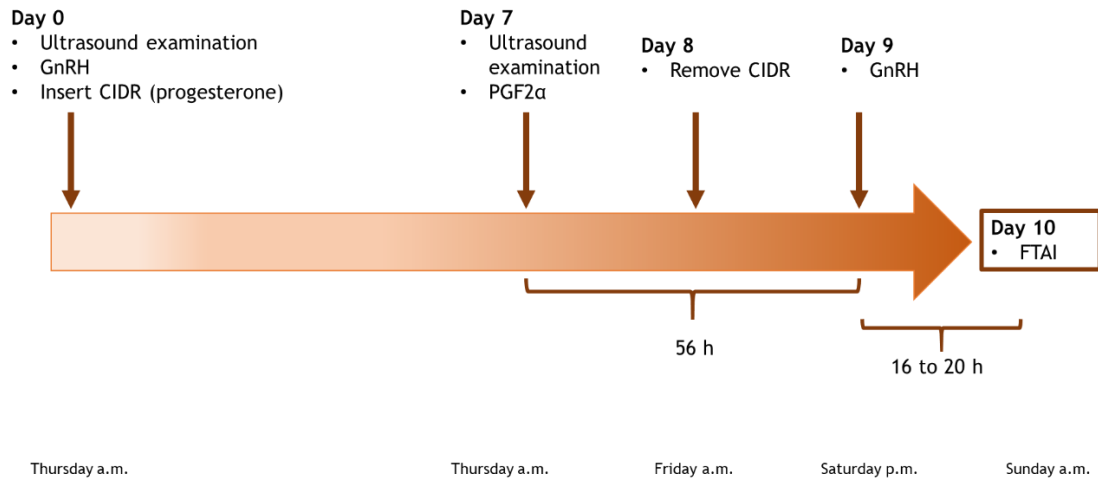 Day 0
• Ultrasound examination
• GnRH
• Insert CIDR (progesterone)
Day 7
• Ultrasound
examination
• PGF2α
Day 8
• Remove CIDR
Day 9
• GnRH
Day 10
• FTAI
56 h
16 to 20 h
Thursday a.m.
Thursday a.m.
Friday a.m.
Saturday p.m.
Sunday a.m.